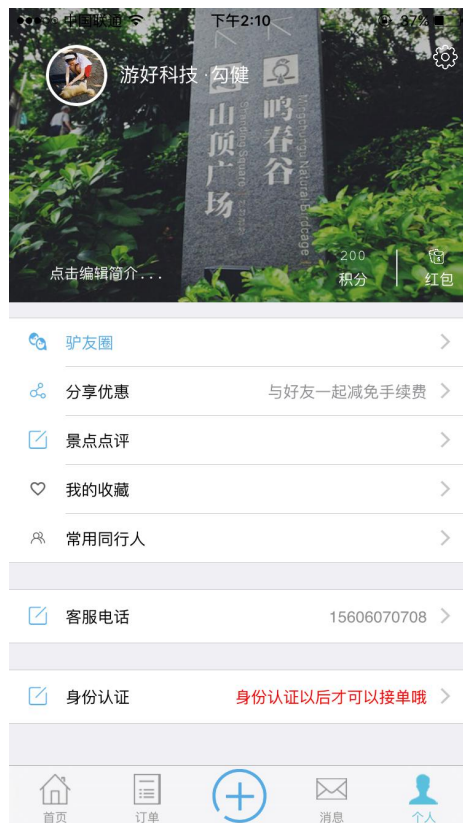 中国联通 下午2:10 37%
游好科技 · 勾健
山顶广场
鸣春谷
Mingchungu Natural Birdcage
200
积分
红包
点击编辑简介...
驴友圈
分享优惠 与好友一起减免手续费
景点点评
我的收藏
常用同行人
客服电话 15606070708
身份认证 身份认证以后才可以接单哦
首页 订单 消息 个人